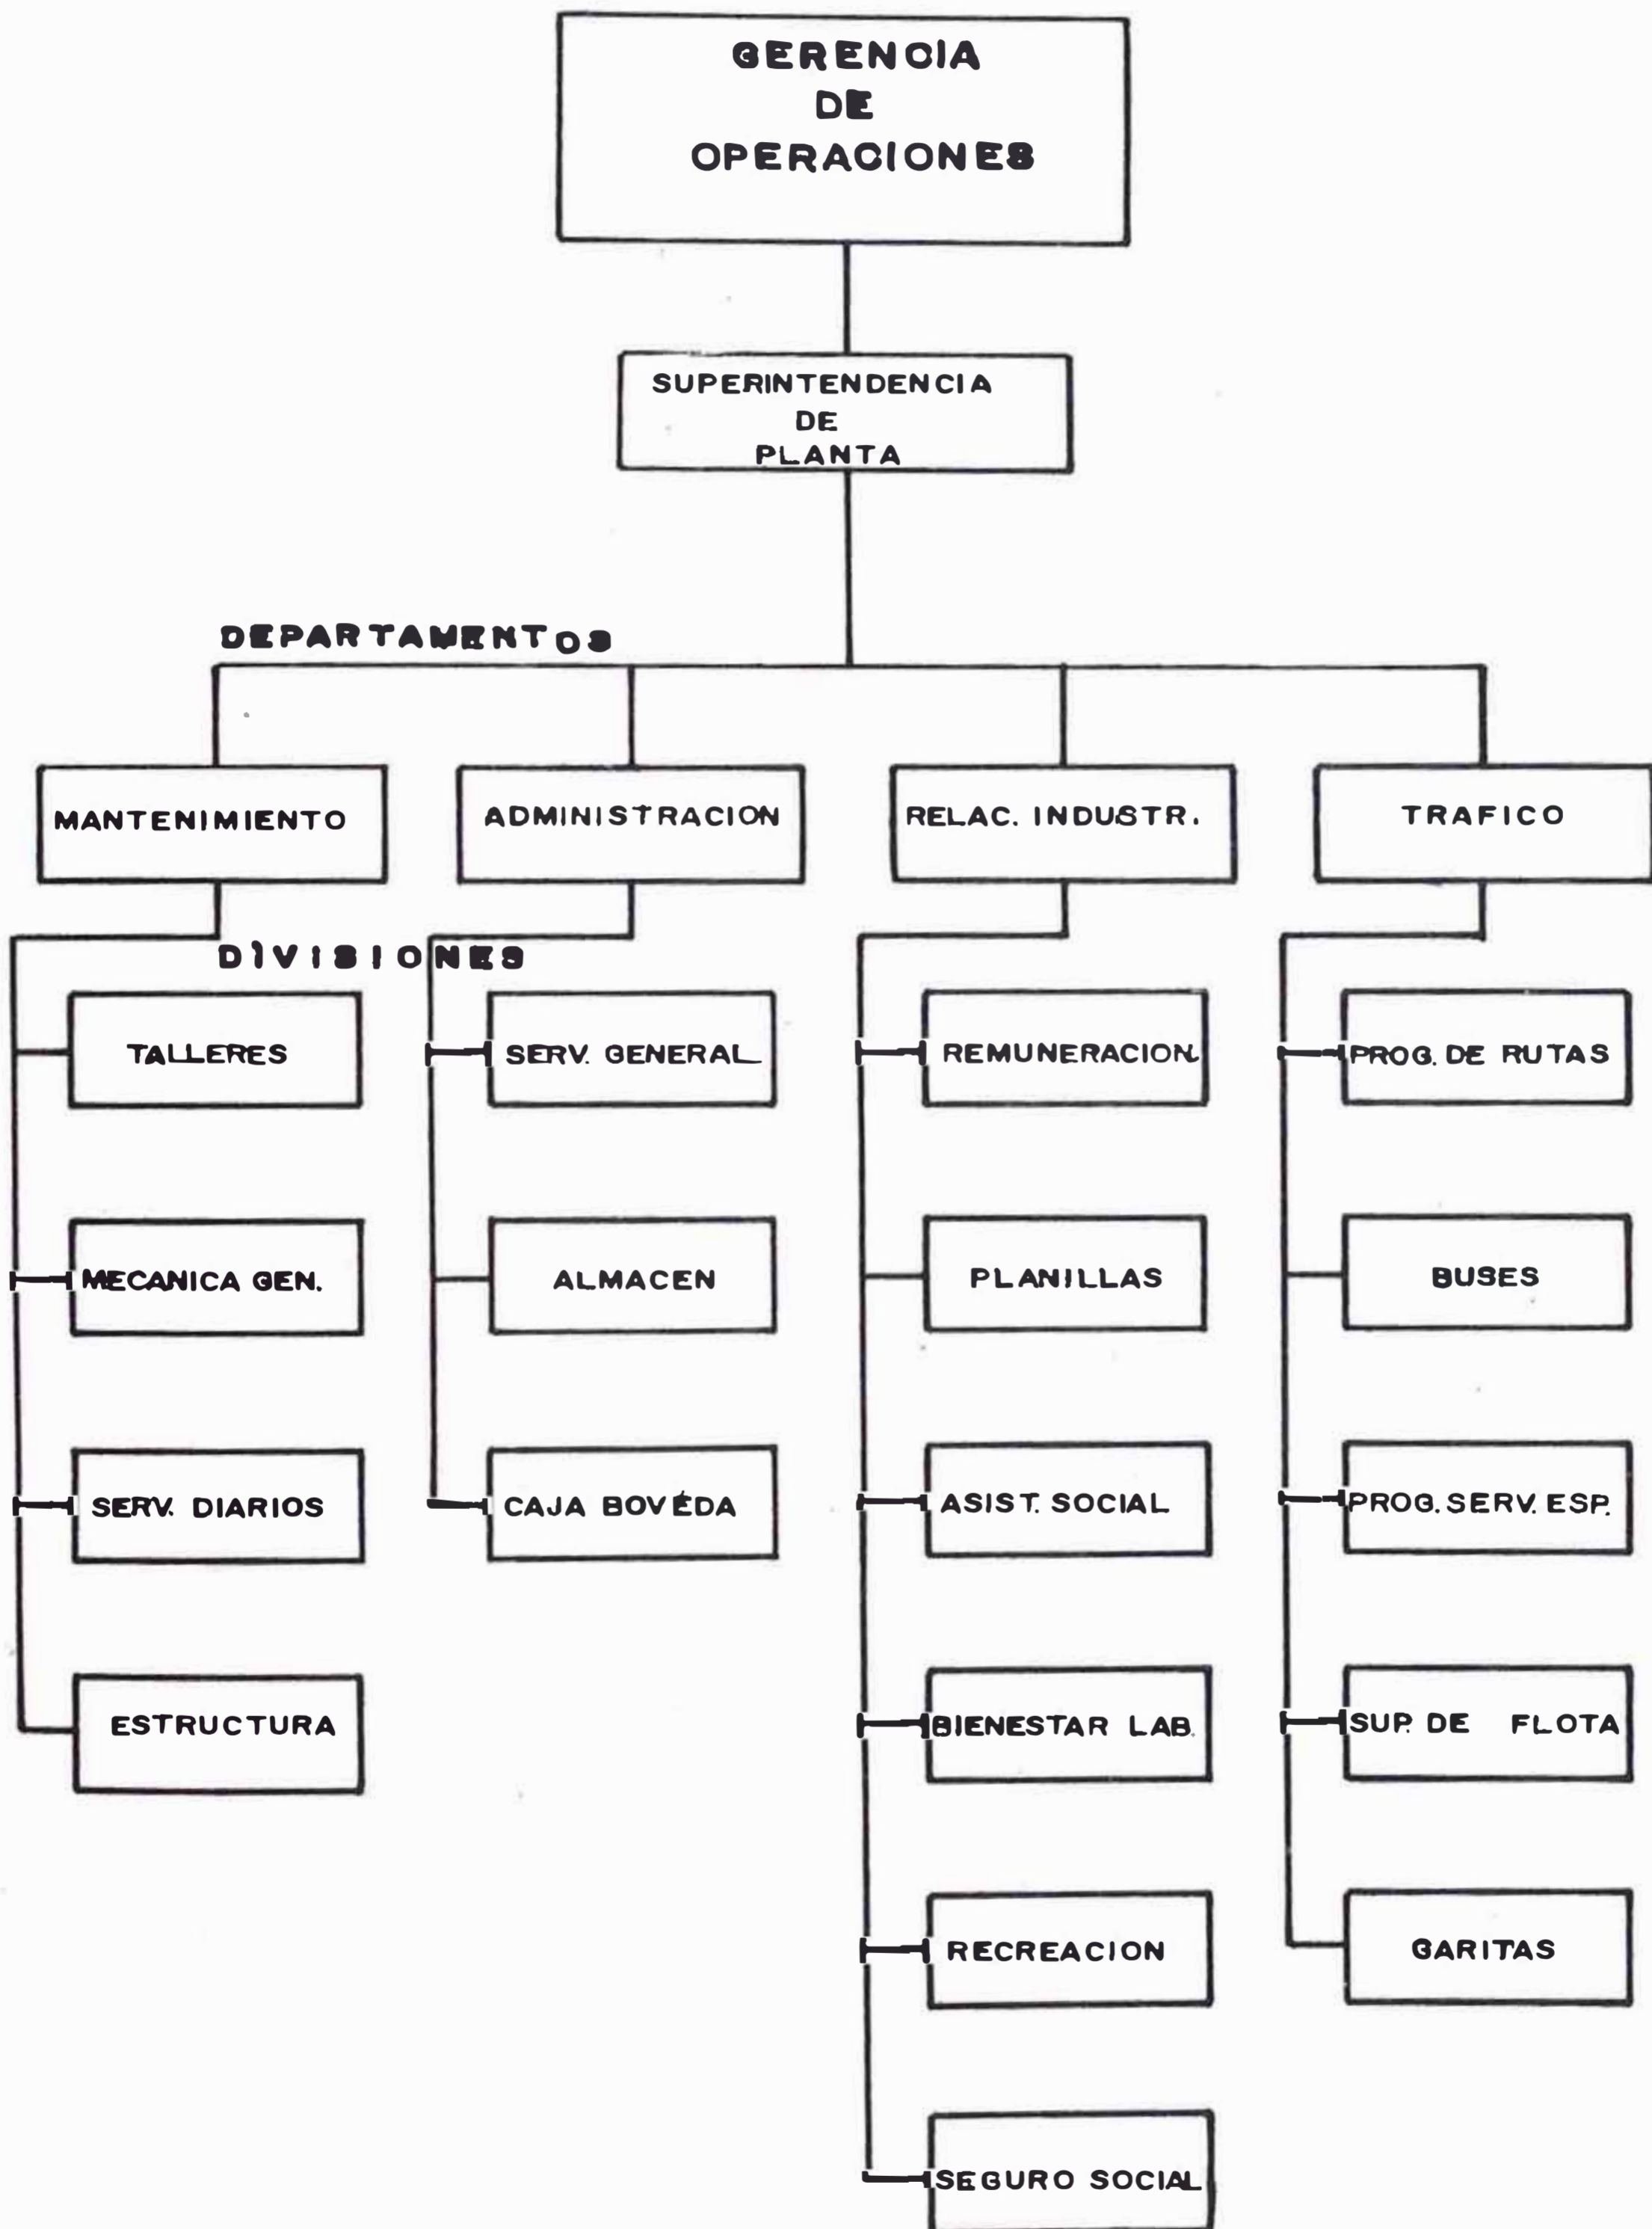 GERENCIA
DE
OPERACIONES
SUPERINTENDENCIA
DE
PLANTA
DEPARTAMENTOS
MANTENIMIENTO
ADMINISTRACION
RELAC. INDUSTR.
TRAFICO
DIVISIONES
TALLERES
MECANICA GEN.
SERV. DIARIOS
ESTRUCTURA
SERV. GENERAL
ALMACEN
CAJA BOVEDA
REMUNERACION.
PLANILLAS
ASIST. SOCIAL
BIENESTAR LAB.
RECREACION
SEGURO SOCIAL
PROG. DE RUTAS
BUSES
PROG. SERV. ESP.
SUP. DE FLOTA
GARITAS